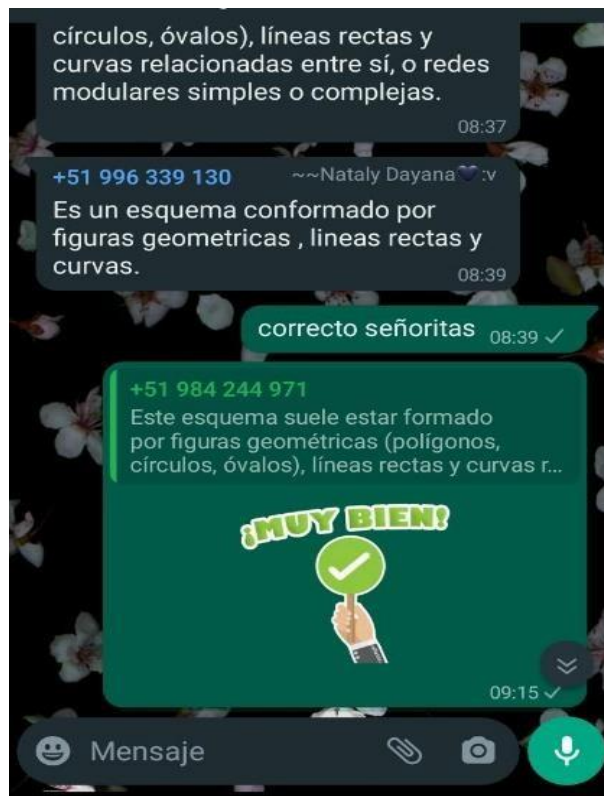 círculos, óvalos), líneas rectas y
curvas relacionadas entre sí, o redes
modulares simples o complejas.
08:37
+51 996 339 130 ~~Nataly Dayana🖤:v
Es un esquema conformado por
figuras geometricas , lineas rectas y
curvas.
08:39
correcto señoritas 08:39
+51 984 244 971
Este esquema suele estar formado
por figuras geométricas (polígonos,
círculos, óvalos), líneas rectas y curvas r...
¡MUY BIEN!
09:15
Mensaje